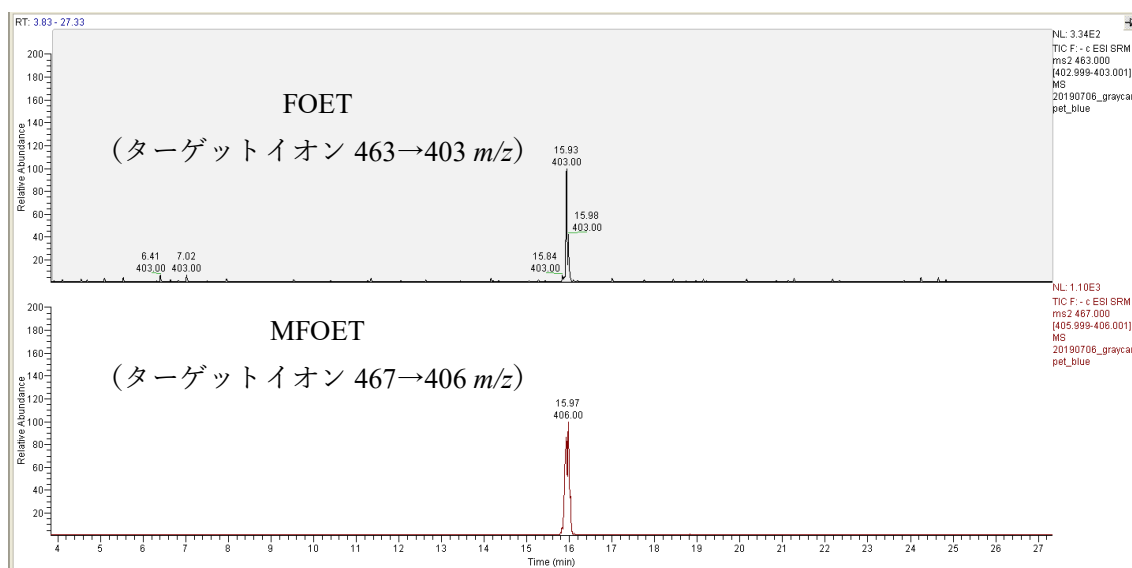 RT: 3.83 - 27.33
NL: 3.34E2
TIC F: - c ESI SRM
ms2 463.000
[402.999-403.001]
MS
20190706_graycar
pet_blue
200
180
160
140
120
100
80
60
40
20
Relative Abundance
FOET
（ターゲットイオン 463→403 m/z）
15.93
403.00
15.98
403.00
15.84
403.00
6.41
403.00
7.02
403.00
NL: 1.10E3
TIC F: - c ESI SRM
ms2 467.000
[405.999-406.001]
MS
20190706_graycar
pet_blue
200
180
160
140
120
100
80
60
40
20
Relative Abundance
MFOET
（ターゲットイオン 467→406 m/z）
15.97
406.00
4 5 6 7 8 9 10 11 12 13 14 15 16 17 18 19 20 21 22 23 24 25 26 27
Time (min)